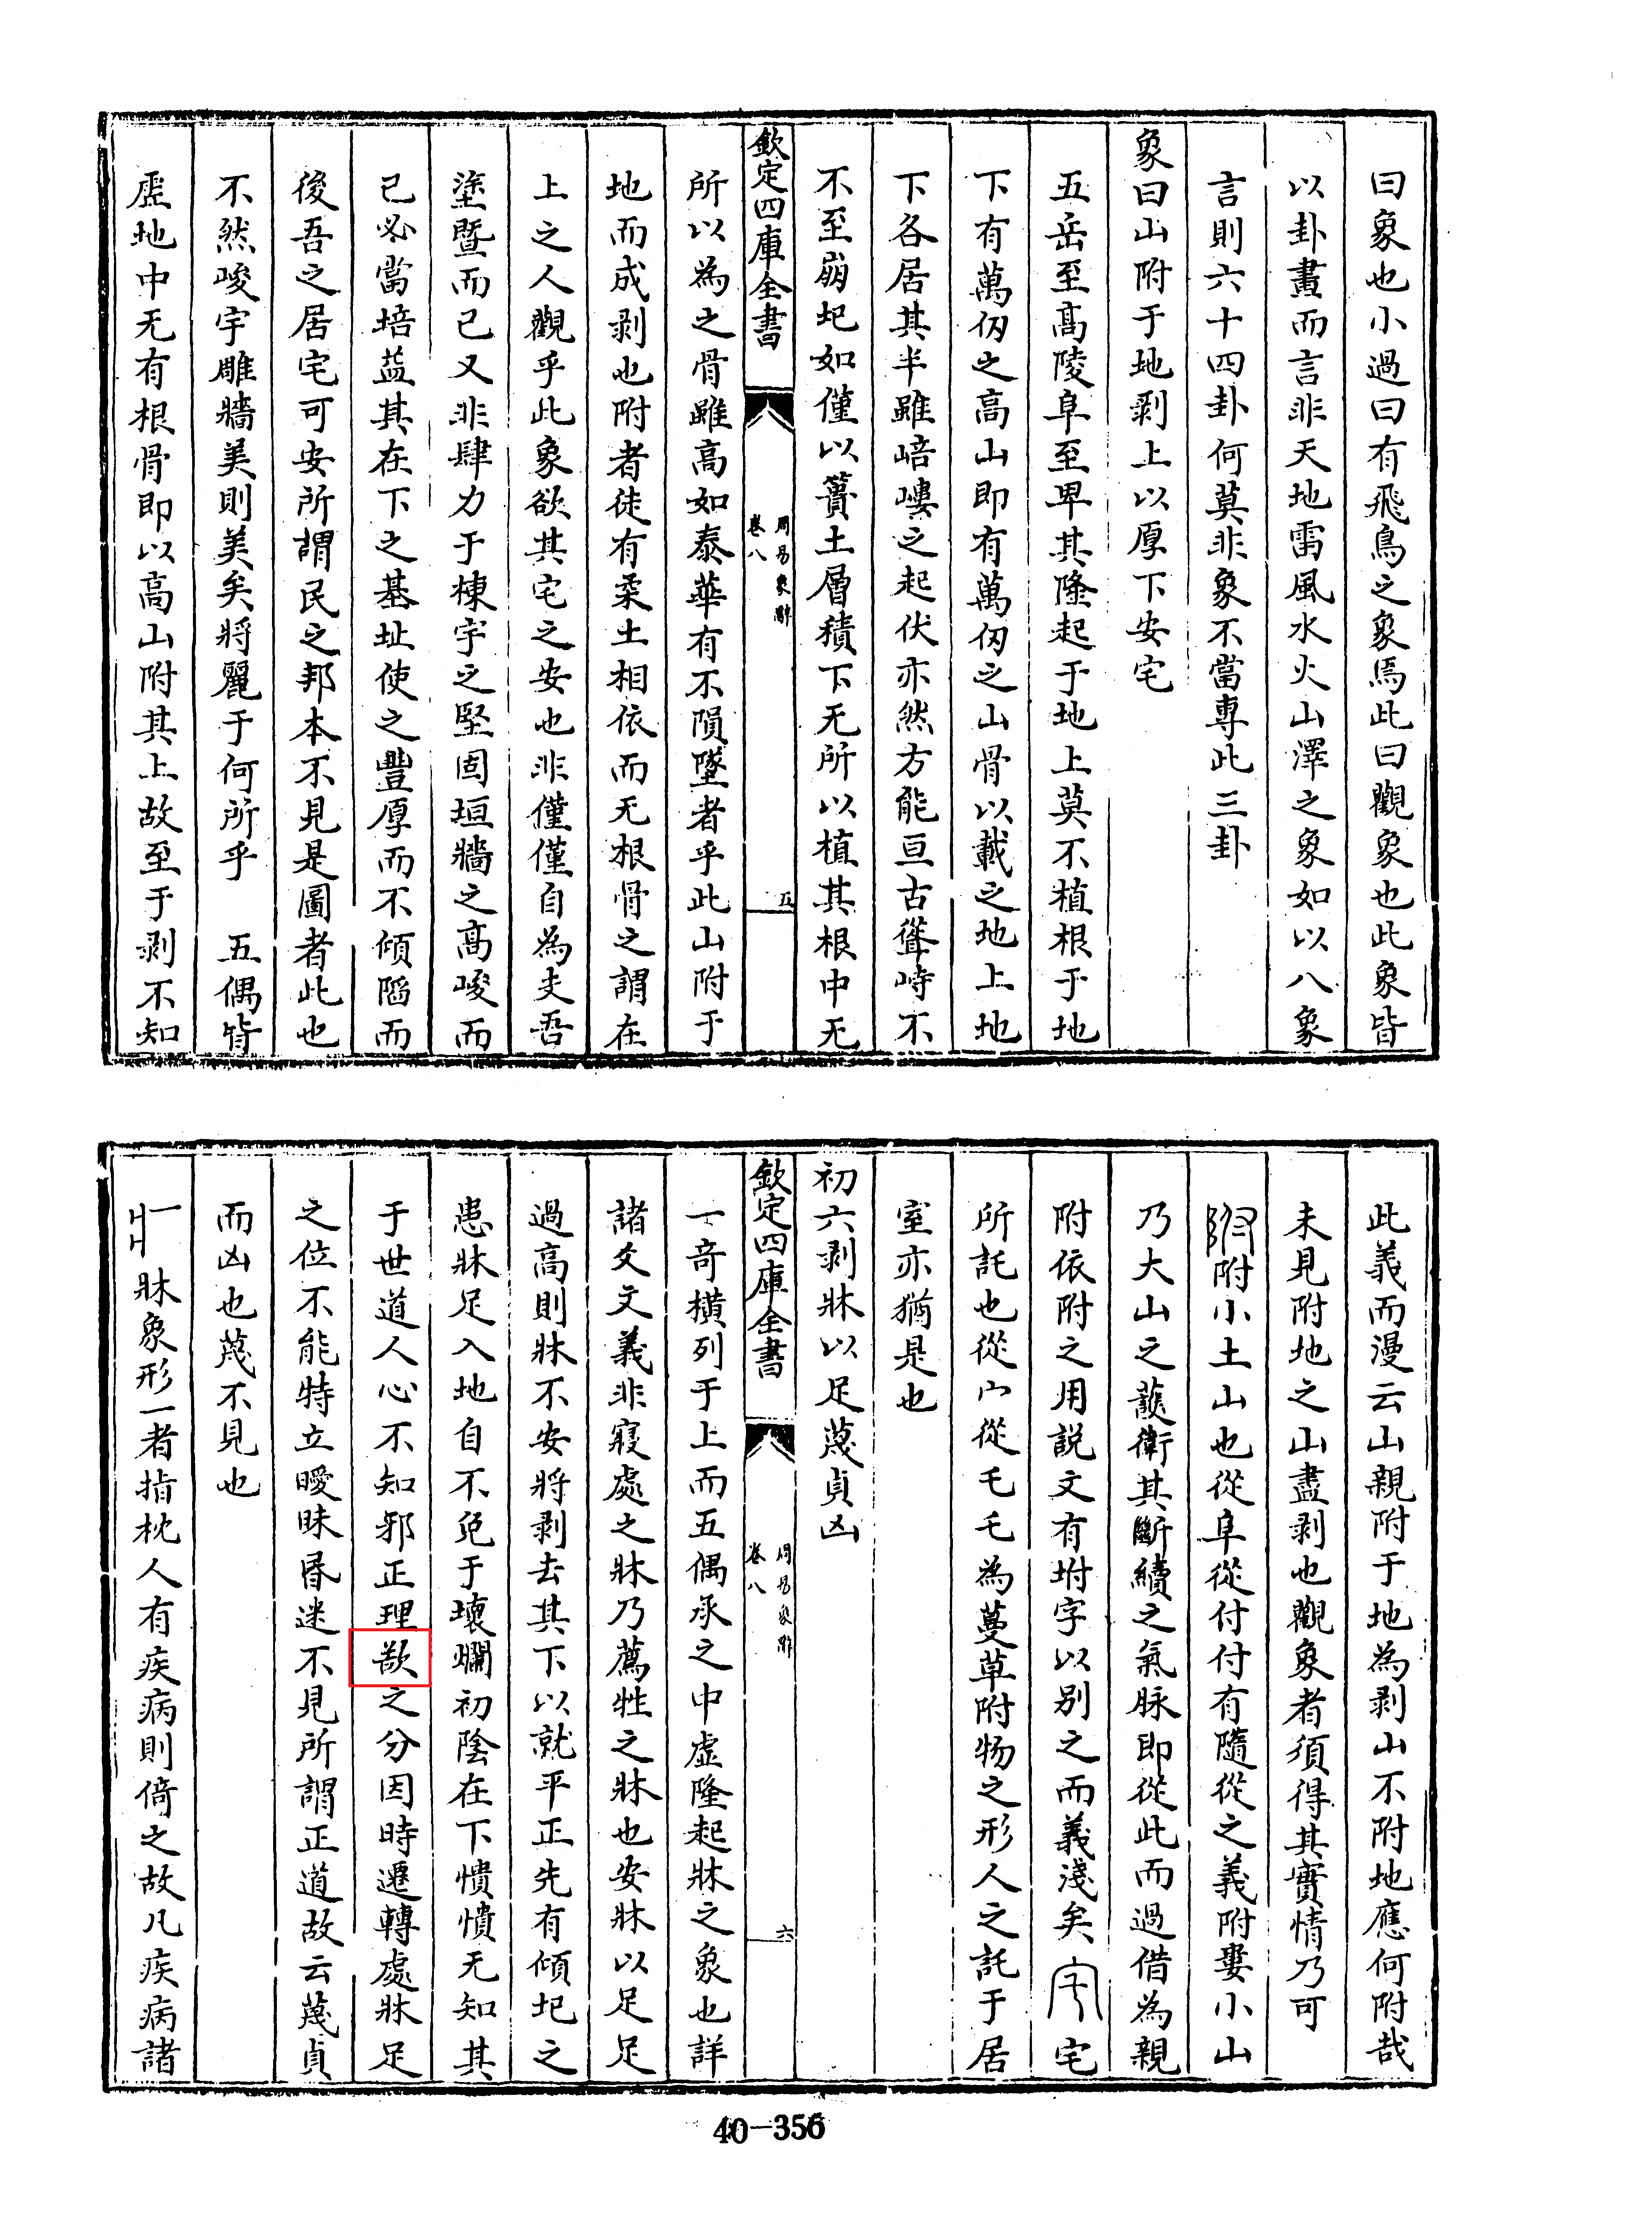 曰象也小過曰有飛鳥之象焉此曰觀象也此象皆
以卦畫而言非天地雷風水火山澤之象如以八象
言則六十四卦何莫非象不當專此三卦
象曰山附于地剥上以厚下安宅
五岳至髙陵阜至卑其隆起于地上莫不植根于地
下有萬仭之高山即有萬仭之山骨以載之地上地
下各居其半雖㟝嶁之起伏亦然方能亘古聳峙不
不至崩圯如僅以簣土層積下无所以植其根中无
欽定四庫全書
周易象辭
卷八
五
所以為之骨雖高如泰華有不隕墜者乎此山附于
地而成剥也附者徒有柔土相依而无根骨之謂在
上之人觀乎此象欲其宅之安也非僅僅自為支吾
塗墍而已又非肆力于棟宇之堅固垣牆之髙峻而
已必當培益其在下之基址使之豐厚而不傾陷而
後吾之居宅可安所謂民之邦本不見是圖者此也
不然峻宇雕牆美則美矣將麗于何所乎　五偶皆
虛地中无有根骨即以高山附其上故至于剥不知
此義而漫云山親附于地為剥山不附地應何附哉
未見附地之山盡剥也觀象者須得其實情乃可
附小土山也從阜從付付有隨從之義附婁小山
乃大山之䕶衛其斷續之氣脉即從此而過借為親
附依附之用説文有坿字以别之而義淺矣　宅
所託也從宀從乇乇為蔓草附物之形人之託于居
室亦猶是也
初六剥牀以足蔑貞凶
欽定四庫全書
周易象辭
卷八
六
一奇横列于上而五偶承之中虚隆起牀之象也詳
諸爻文義非寢處之牀乃薦牲之牀也安牀以足足
過高則牀不安將剥去其下以就平正先有傾圯之
患牀足入地自不免于壞爛初陰在下憒憒无知其
于世道人心不知邪正理欲之分因時遷轉處牀足
之位不能特立曖昧昬迷不見所謂正道故云蔑貞
而凶也蔑不見也
牀象形一者指枕人有疾病則倚之故凡疾病諸
40-356